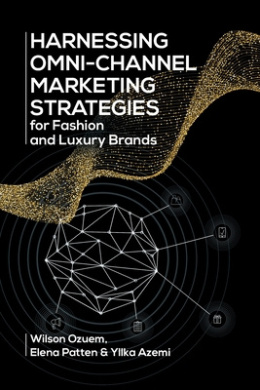 HARNESSING
OMNI-CHANNEL
MARKETING
STRATEGIES
for Fashion
and Luxury Brands
Wilson Ozuem,
Elena Patten & Yllka Azemi